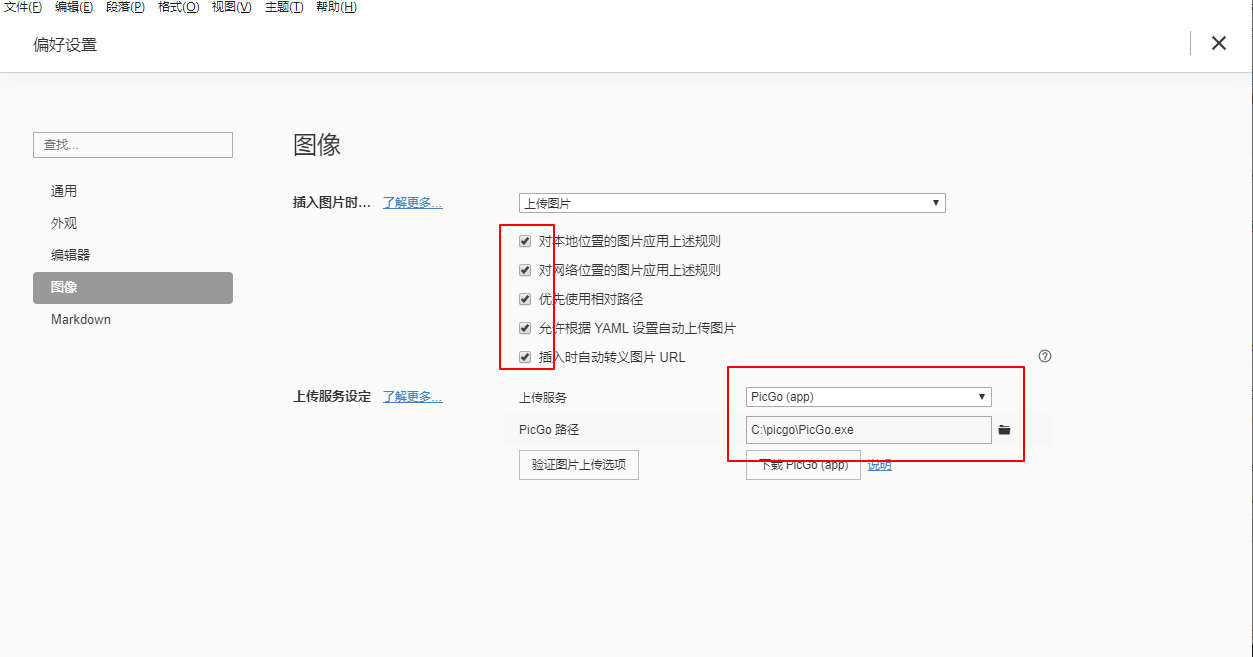 文件(F) 编辑(E) 段落(P) 格式(O) 视图(V) 主题(T) 帮助(H)
偏好设置
查找...
通用
外观
编辑器
图像
Markdown
图像
插入图片时... 了解更多...
上传图片
对本地位置的图片应用上述规则
对网络位置的图片应用上述规则
优先使用相对路径
允许根据 YAML 设置自动上传图片
插入时自动转义图片 URL
上传服务设定 了解更多...
上传服务 PicGo (app)
PicGo 路径 C:\picgo\PicGo.exe
验证图片上传选项 下载 PicGo (app) 说明